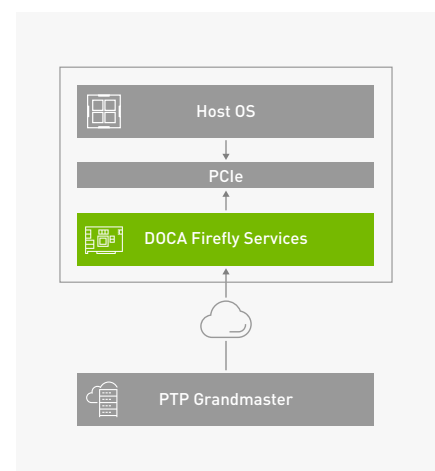 Host OS
PCIe
DOCA Firefly Services
PTP Grandmaster